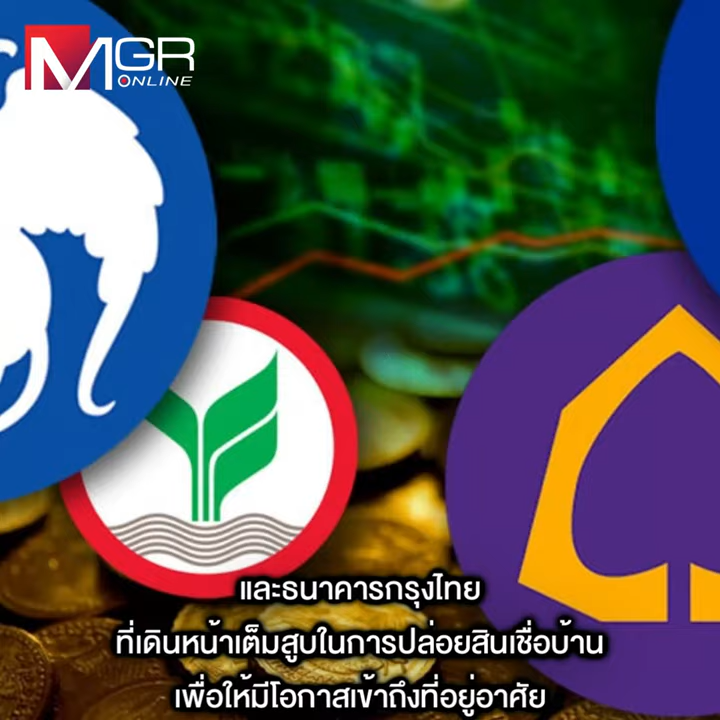 MGR
ONLINE
และธนาคารกรุงไทย
ที่เดินหน้าเต็มสูบในการปล่อยสินเชื่อบ้าน
เพื่อให้มีโอกาสเข้าถึงที่อยู่อาศัย